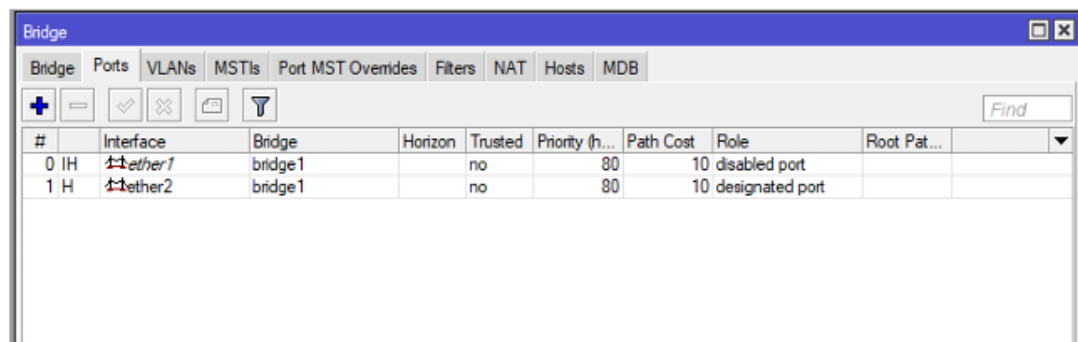 Bridge
Bridge Ports VLANs MSTIs Port MST Overrides Filters NAT Hosts MDB
Find
# Interface Bridge Horizon Trusted Priority (h... Path Cost Role Root Pat...
0 IH ether1 bridge1 no 80 10 disabled port
1 H ether2 bridge1 no 80 10 designated port